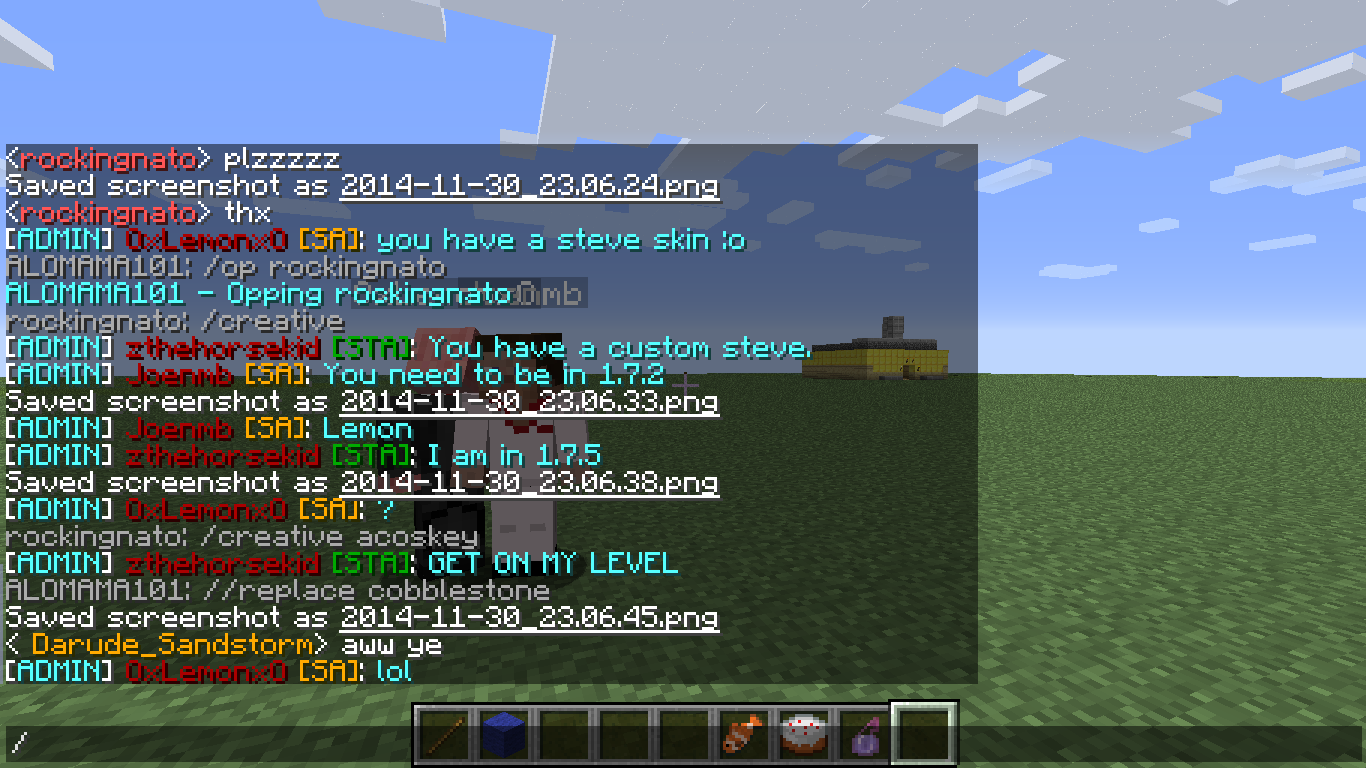 <rockingnato> plzzzzz
Saved screenshot as 2014-11-30_23.06.24.png
<rockingnato> thx
[ADMIN] 0xLemonx0 [SA]: you have a steve skin :o
ALOMAMA101: /op rockingnato
ALOMAMA101 - Opping rockingnato
rockingnato: /creative
[ADMIN] zthehorsekid [STA]: You have a custom steve.
[ADMIN] Joenmb [SA]: You need to be in 1.7.2
Saved screenshot as 2014-11-30_23.06.33.png
[ADMIN] Joenmb [SA]: Lemon
[ADMIN] zthehorsekid [STA]: I am in 1.7.5
Saved screenshot as 2014-11-30_23.06.38.png
[ADMIN] 0xLemonx0 [SA]: ?
rockingnato: /creative acoskey
[ADMIN] zthehorsekid [STA]: GET ON MY LEVEL
ALOMAMA101: //replace cobblestone
Saved screenshot as 2014-11-30_23.06.45.png
< Darude_Sandstorm> aww ye
[ADMIN] 0xLemonx0 [SA]: lol
/